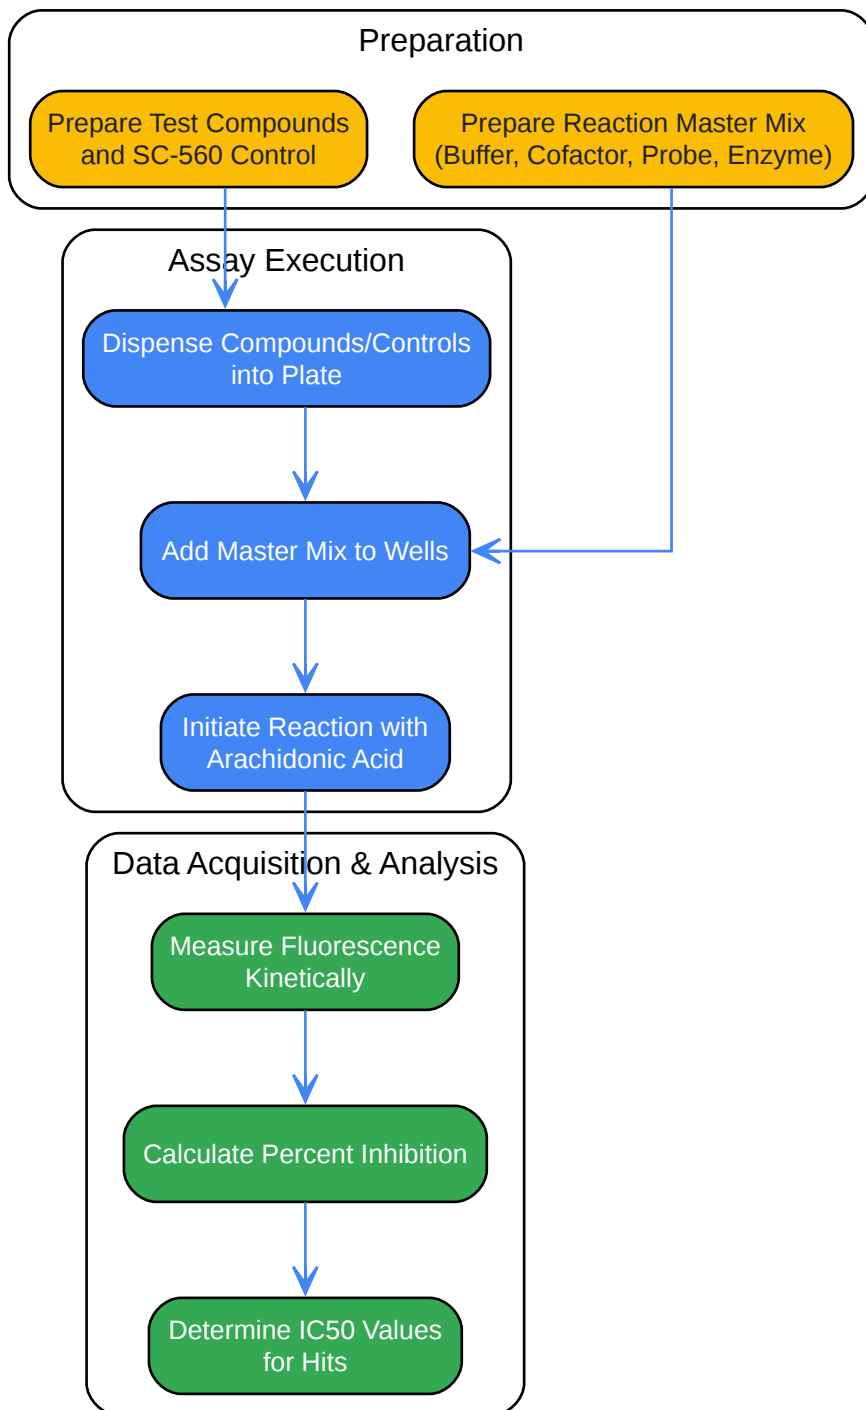 Preparation
Prepare Test Compounds
and SC-560 Control
Prepare Reaction Master Mix
(Buffer, Cofactor, Probe, Enzyme)
Assay Execution
Dispense Compounds/Controls
into Plate
Add Master Mix to Wells
Initiate Reaction with
Arachidonic Acid
Data Acquisition & Analysis
Measure Fluorescence
Kinetically
Calculate Percent Inhibition
Determine IC50 Values
for Hits